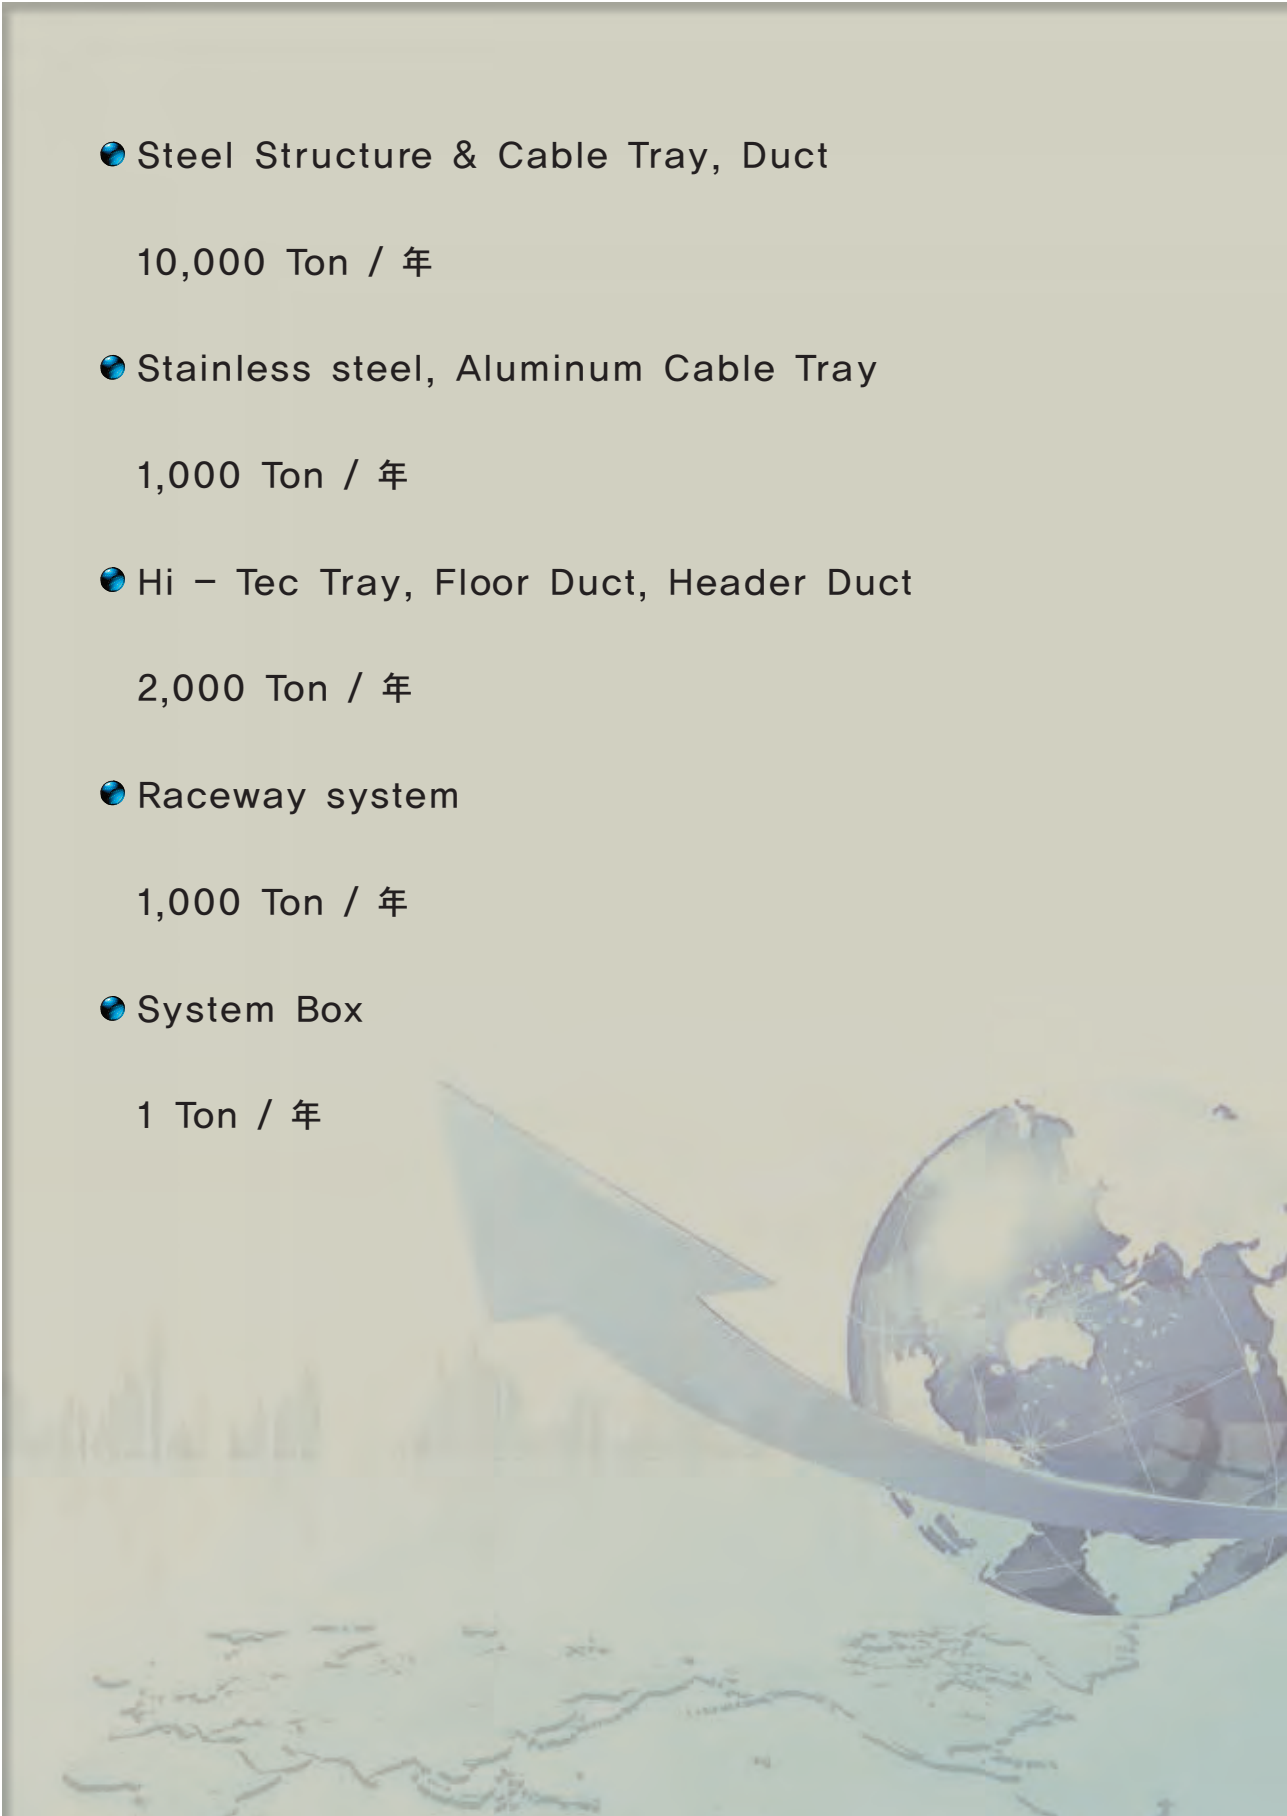 Steel Structure & Cable Tray, Duct
10,000 Ton / 年
Stainless steel, Aluminum Cable Tray
1,000 Ton / 年
Hi - Tec Tray, Floor Duct, Header Duct
2,000 Ton / 年
Raceway system
1,000 Ton / 年
System Box
1 Ton / 年